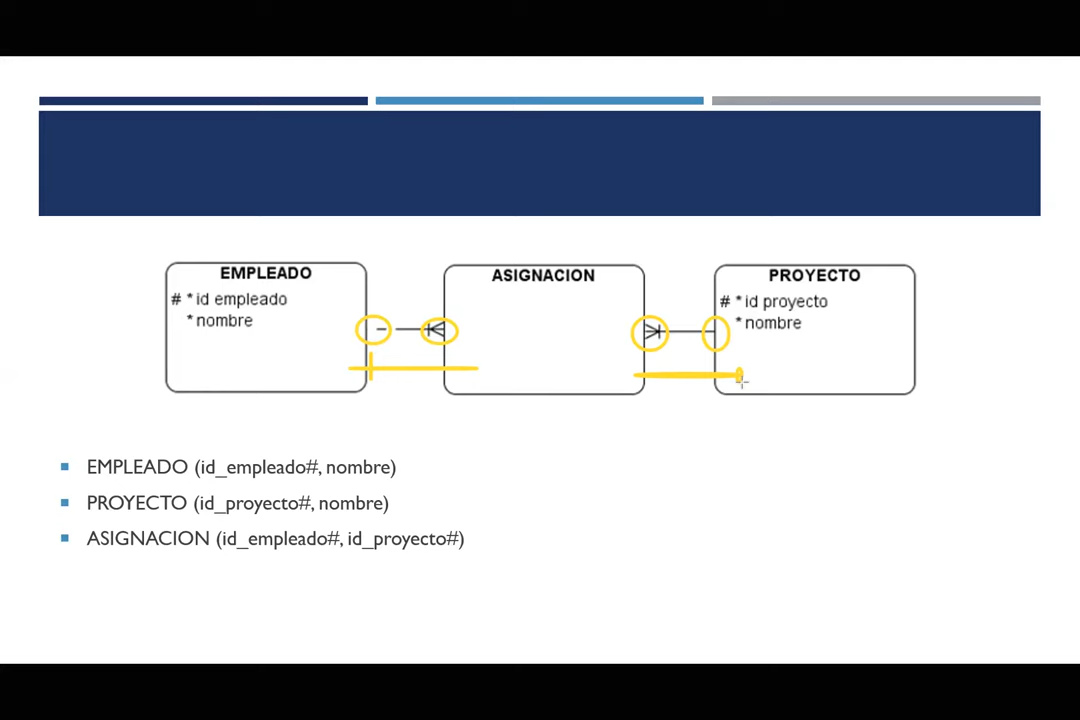 EMPLEADO
# * id empleado
* nombre
ASIGNACION
PROYECTO
# * id proyecto
* nombre
EMPLEADO (id_empleado#, nombre)
PROYECTO (id_proyecto#, nombre)
ASIGNACION (id_empleado#, id_proyecto#)